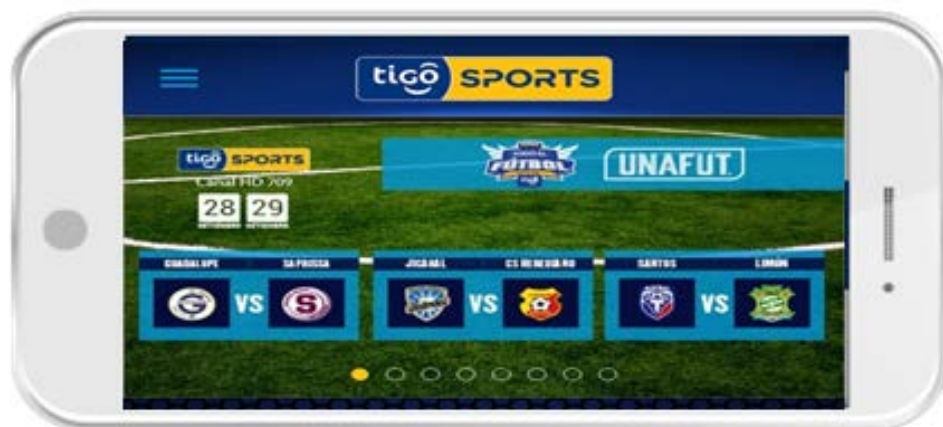 tigo SPORTS
tigo SPORTS
Canal HD 709
28 29
FÚTBOL
UNAFUT
GUADALUPE SAPRISSA
JICARAL CS HEREDIANO
SANTOS LIMÓN
G VS S
VS
VS